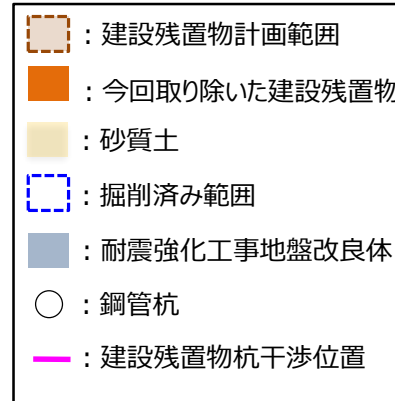 ：建設残置物計画範囲
：今回取り除いた建設残置物
：砂質土
：掘削済み範囲
：耐震強化工事地盤改良体
：鋼管杭
：建設残置物杭干渉位置